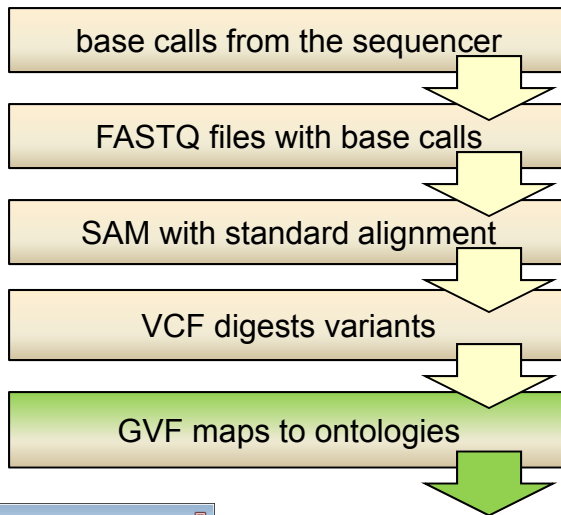 base calls from the sequencer
FASTQ files with base calls
SAM with standard alignment
VCF digests variants
GVF maps to ontologies